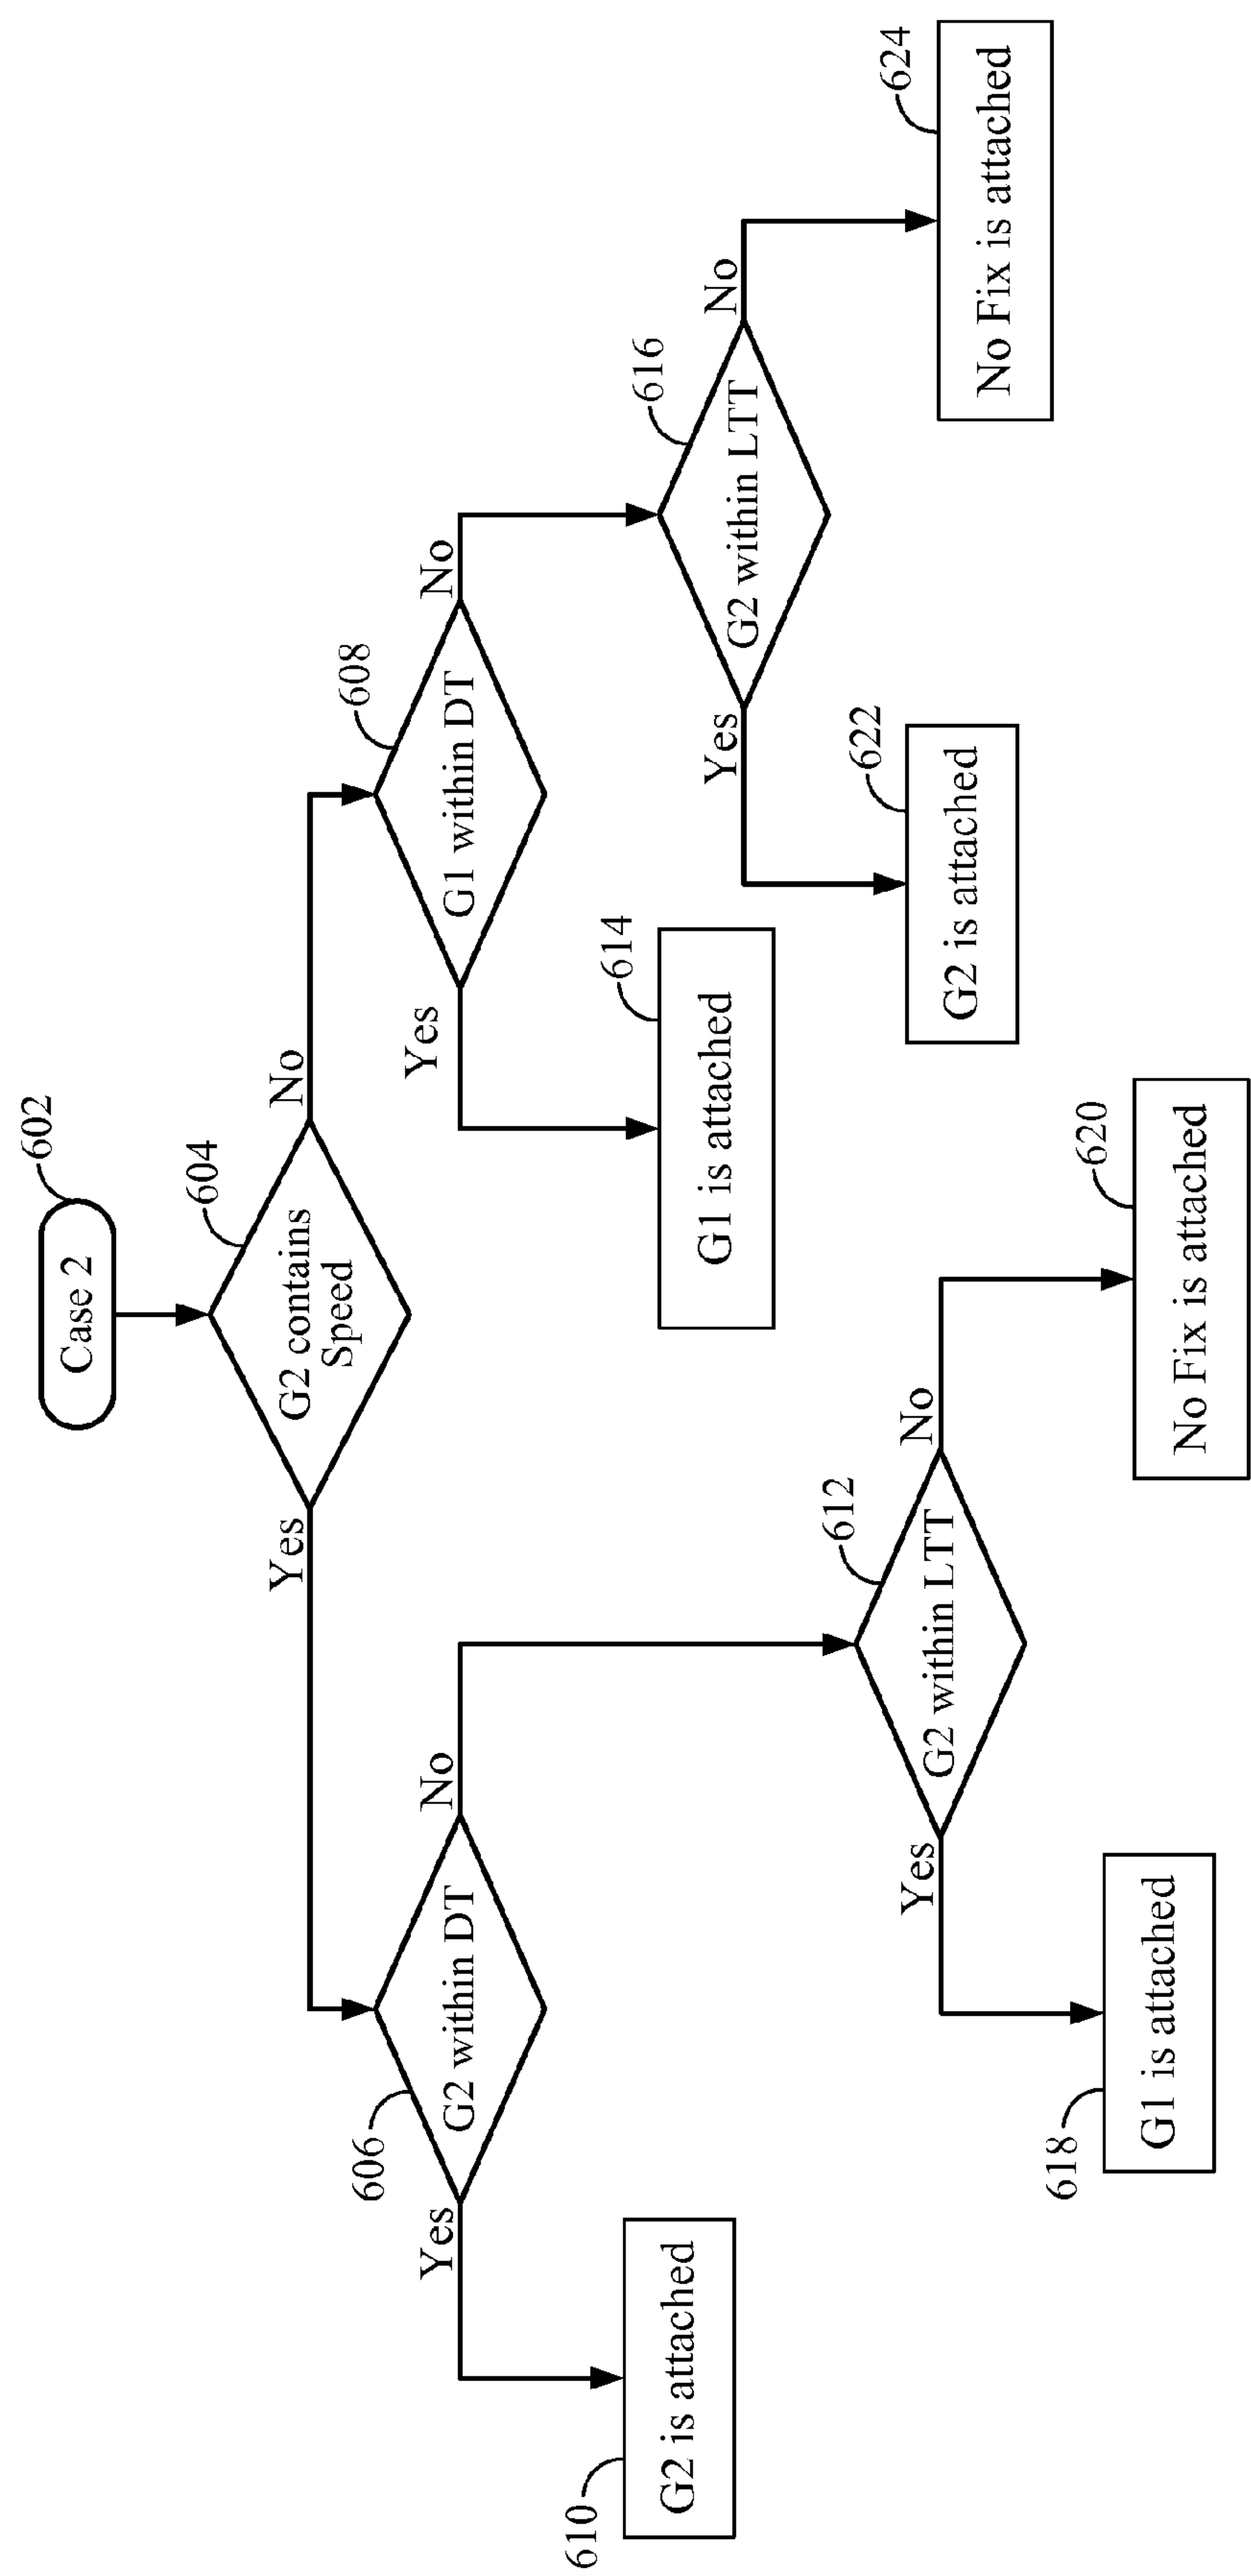 Case 2
602
G2 contains
Speed
604
Yes
No
G2 within DT
606
G1 within DT
608
Yes
No
Yes
No
G2 is attached
610
G2 within LTT
612
G1 is attached
614
G2 within LTT
616
Yes
No
Yes
No
G1 is attached
618
No Fix is attached
620
G2 is attached
622
No Fix is attached
624